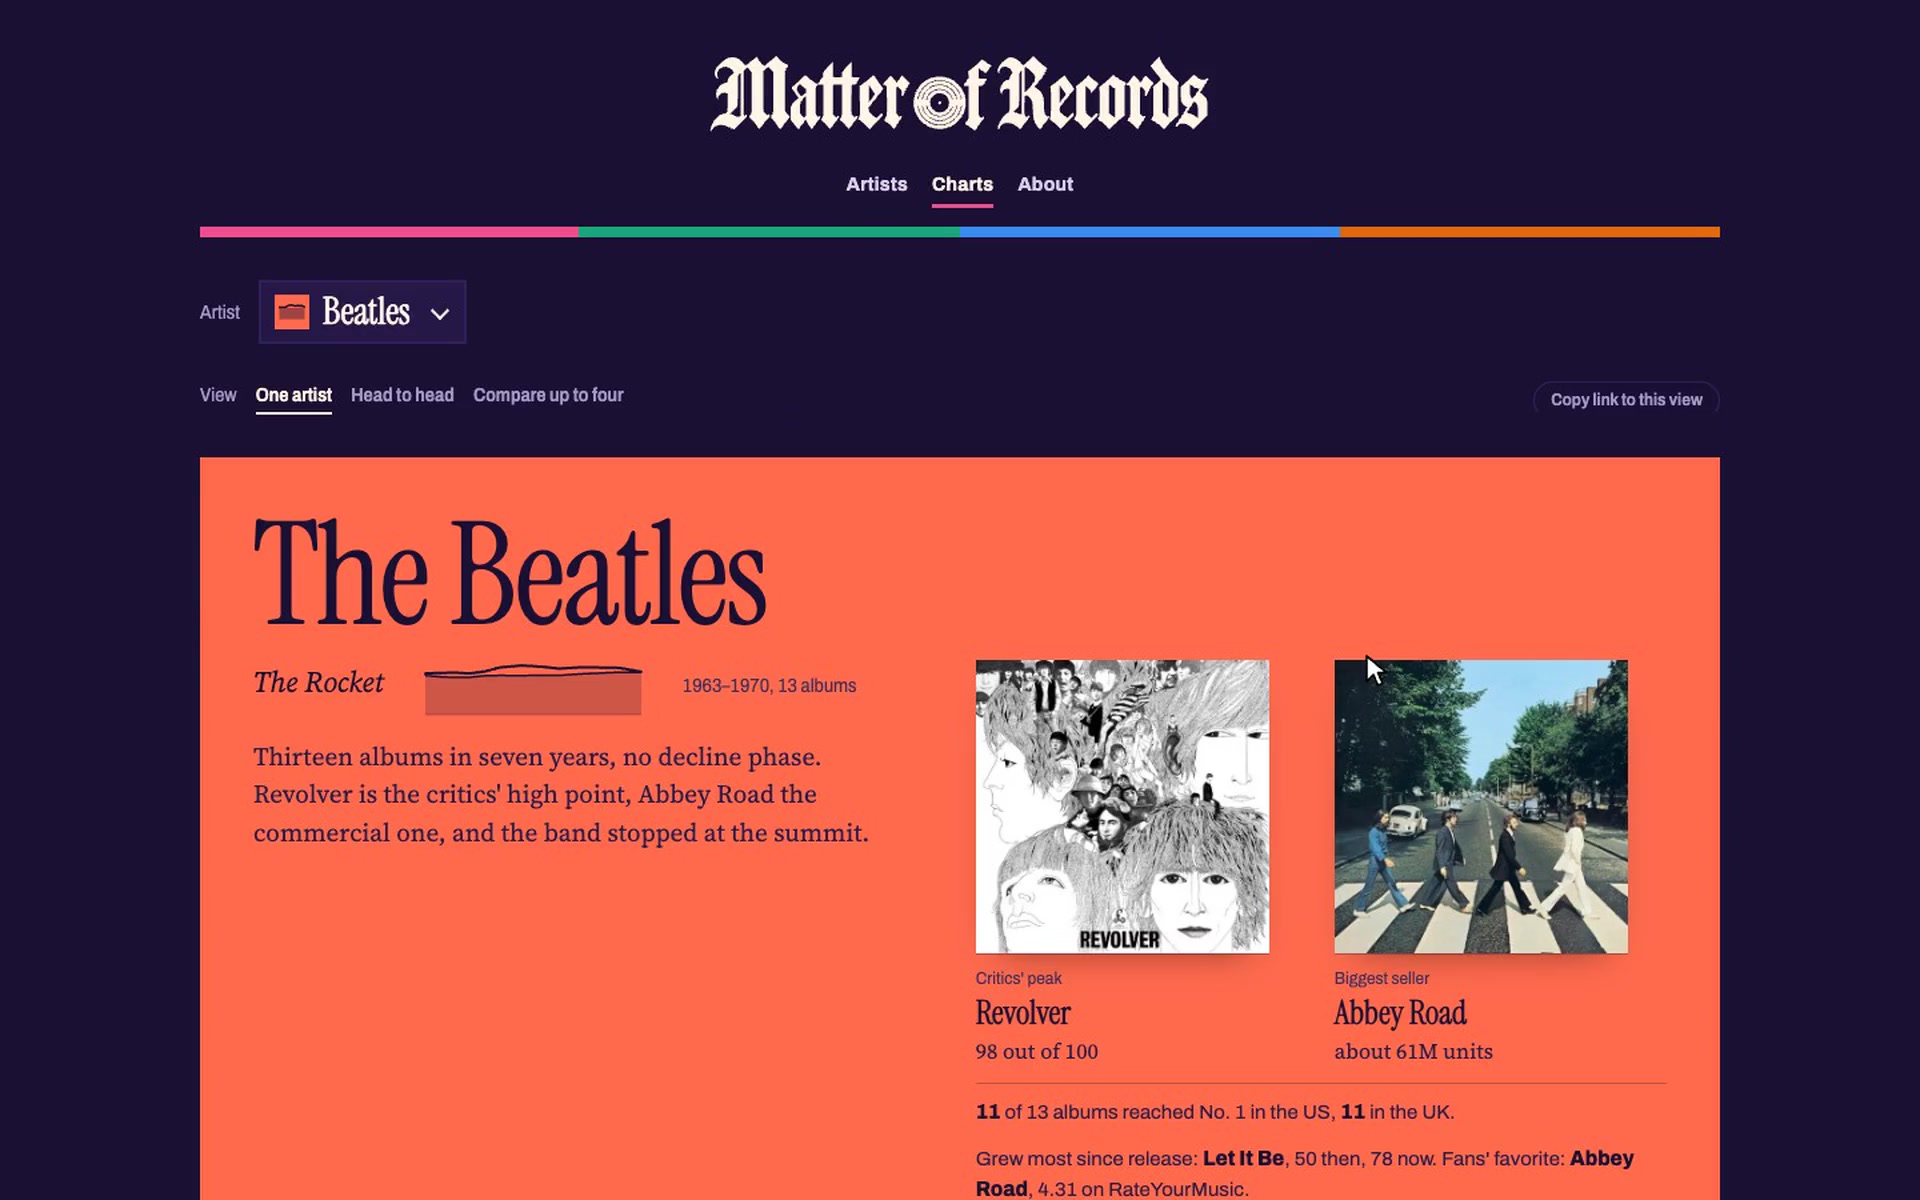 Matter of Records
Artists Charts About
Artist Beatles
View One artist Head to head Compare up to four
Copy link to this view
The Beatles
The Rocket
1963–1970, 13 albums
Thirteen albums in seven years, no decline phase.
Revolver is the critics' high point, Abbey Road the
commercial one, and the band stopped at the summit.
REVOLVER
Critics' peak
Revolver
98 out of 100
Biggest seller
Abbey Road
about 61M units
11 of 13 albums reached No. 1 in the US, 11 in the UK.
Grew most since release: Let It Be, 50 then, 78 now. Fans' favorite: Abbey
Road, 4.31 on RateYourMusic.